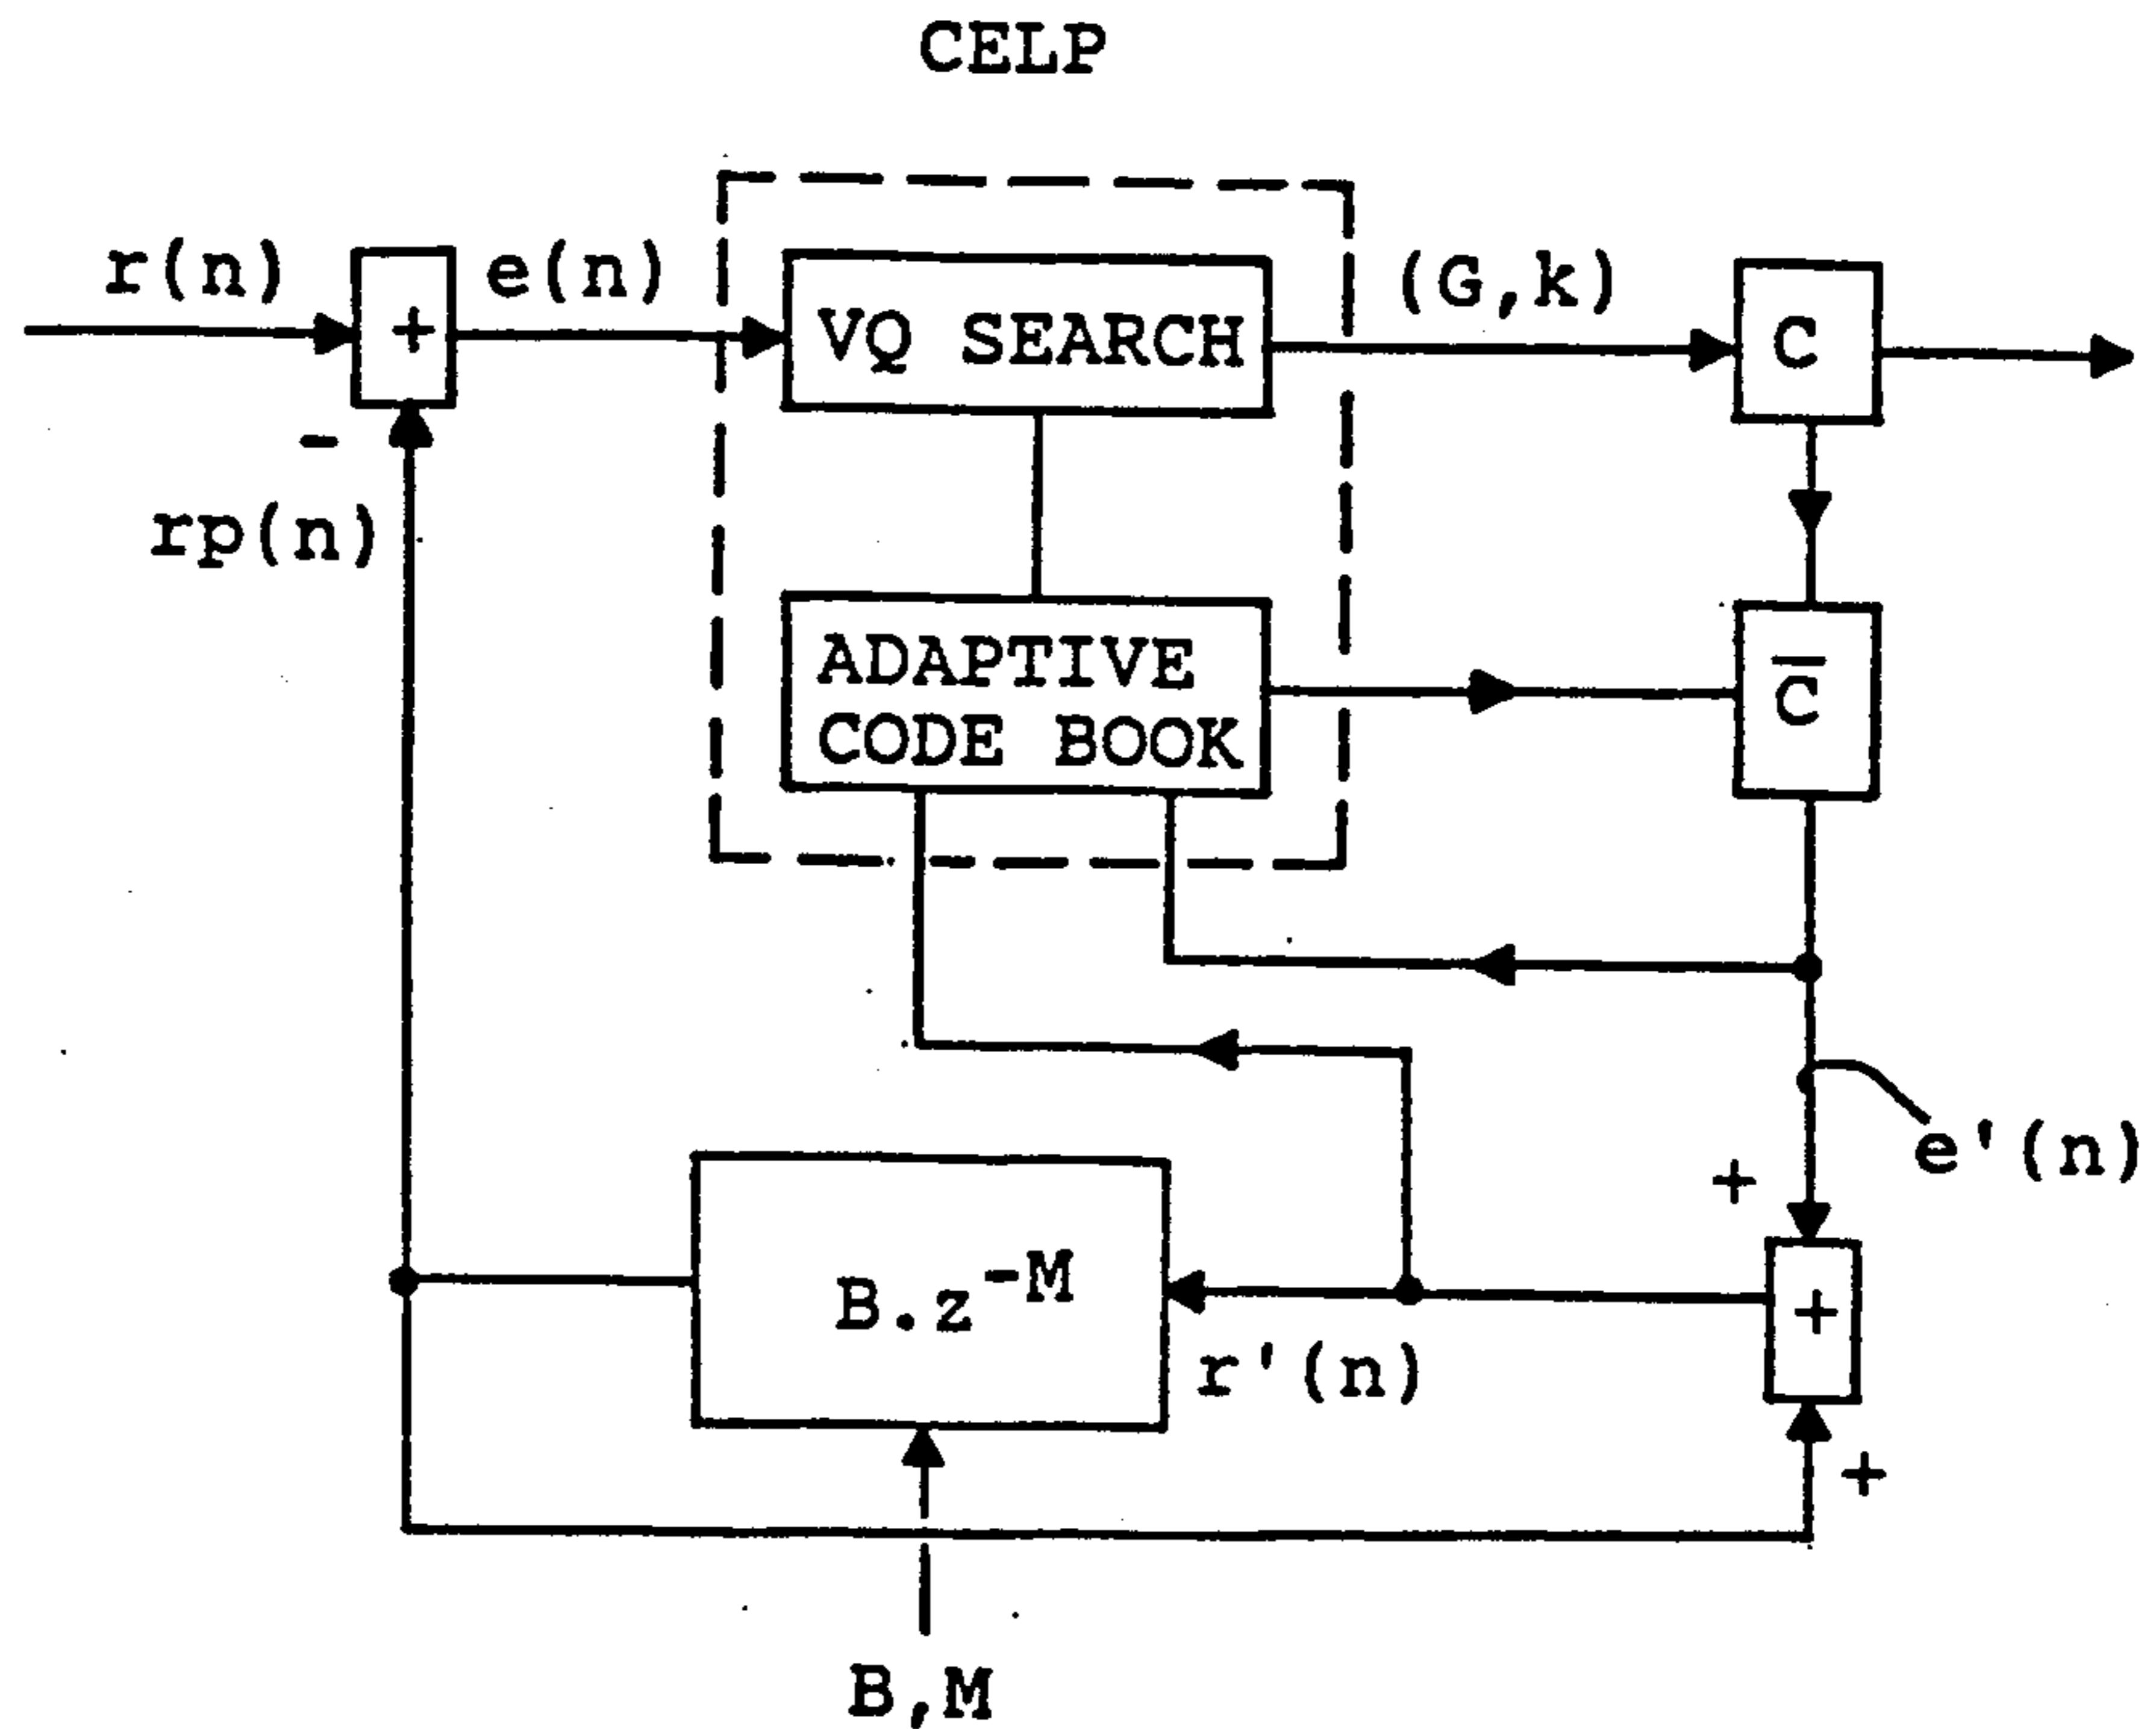 CELP
r(n)
+
e(n)
VQ SEARCH
(G,k)
C
-
rp(n)
ADAPTIVE
CODE BOOK
C̅
e'(n)
+
B.z^-M
r'(n)
+
+
B,M